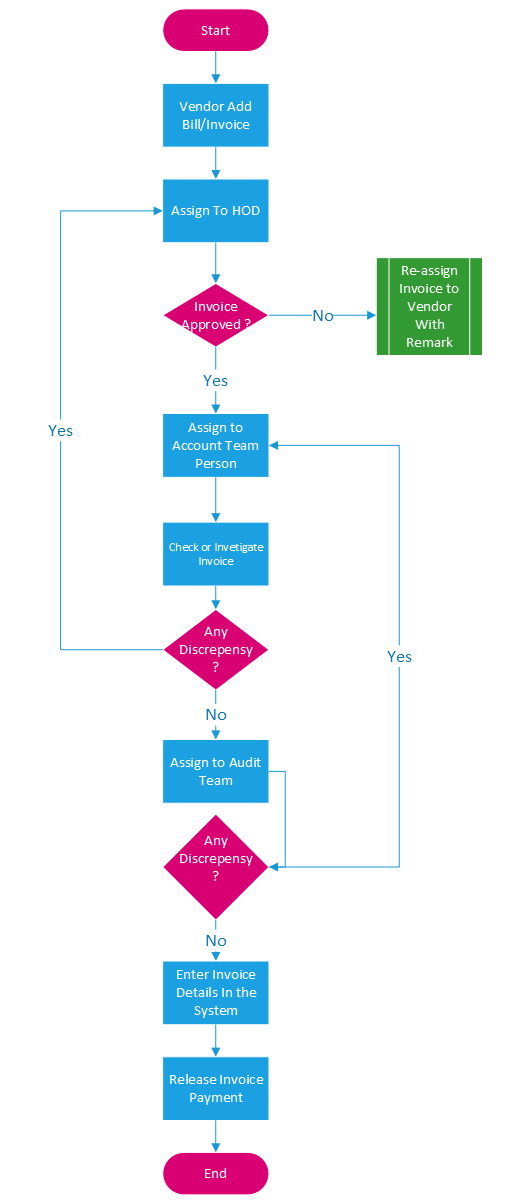 Start
Vendor Add
Bill/Invoice
Assign To HOD
Invoice
Approved ?
No
Re-assign
Invoice to
Vendor
With
Remark
Yes
Assign to
Account Team
Person
Yes
Check or Invetigate
Invoice
Any
Discrepensy
?
Yes
No
Assign to Audit
Team
Any
Discrepensy
?
No
Enter Invoice
Details In the
System
Release Invoice
Payment
End